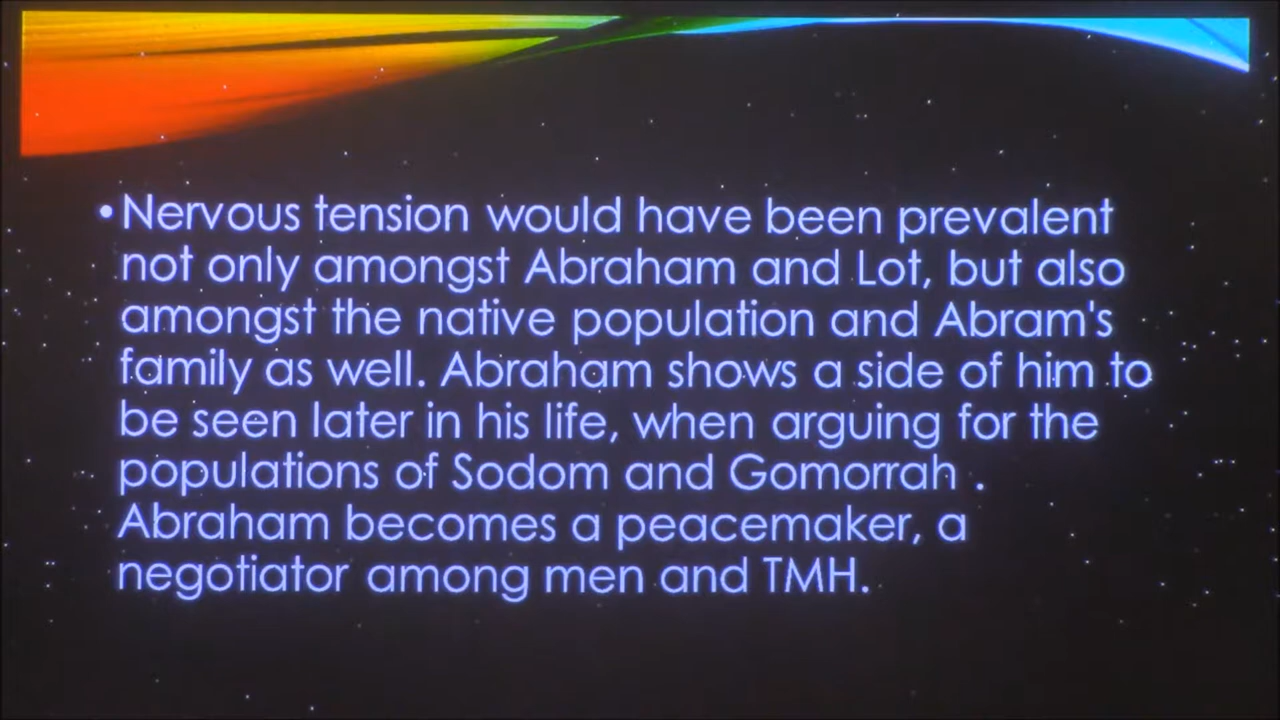 •Nervous tension would have been prevalent
not only amongst Abraham and Lot, but also
amongst the native population and Abram's
family as well. Abraham shows a side of him to
be seen later in his life, when arguing for the
populations of Sodom and Gomorrah .
Abraham becomes a peacemaker, a
negotiator among men and TMH.